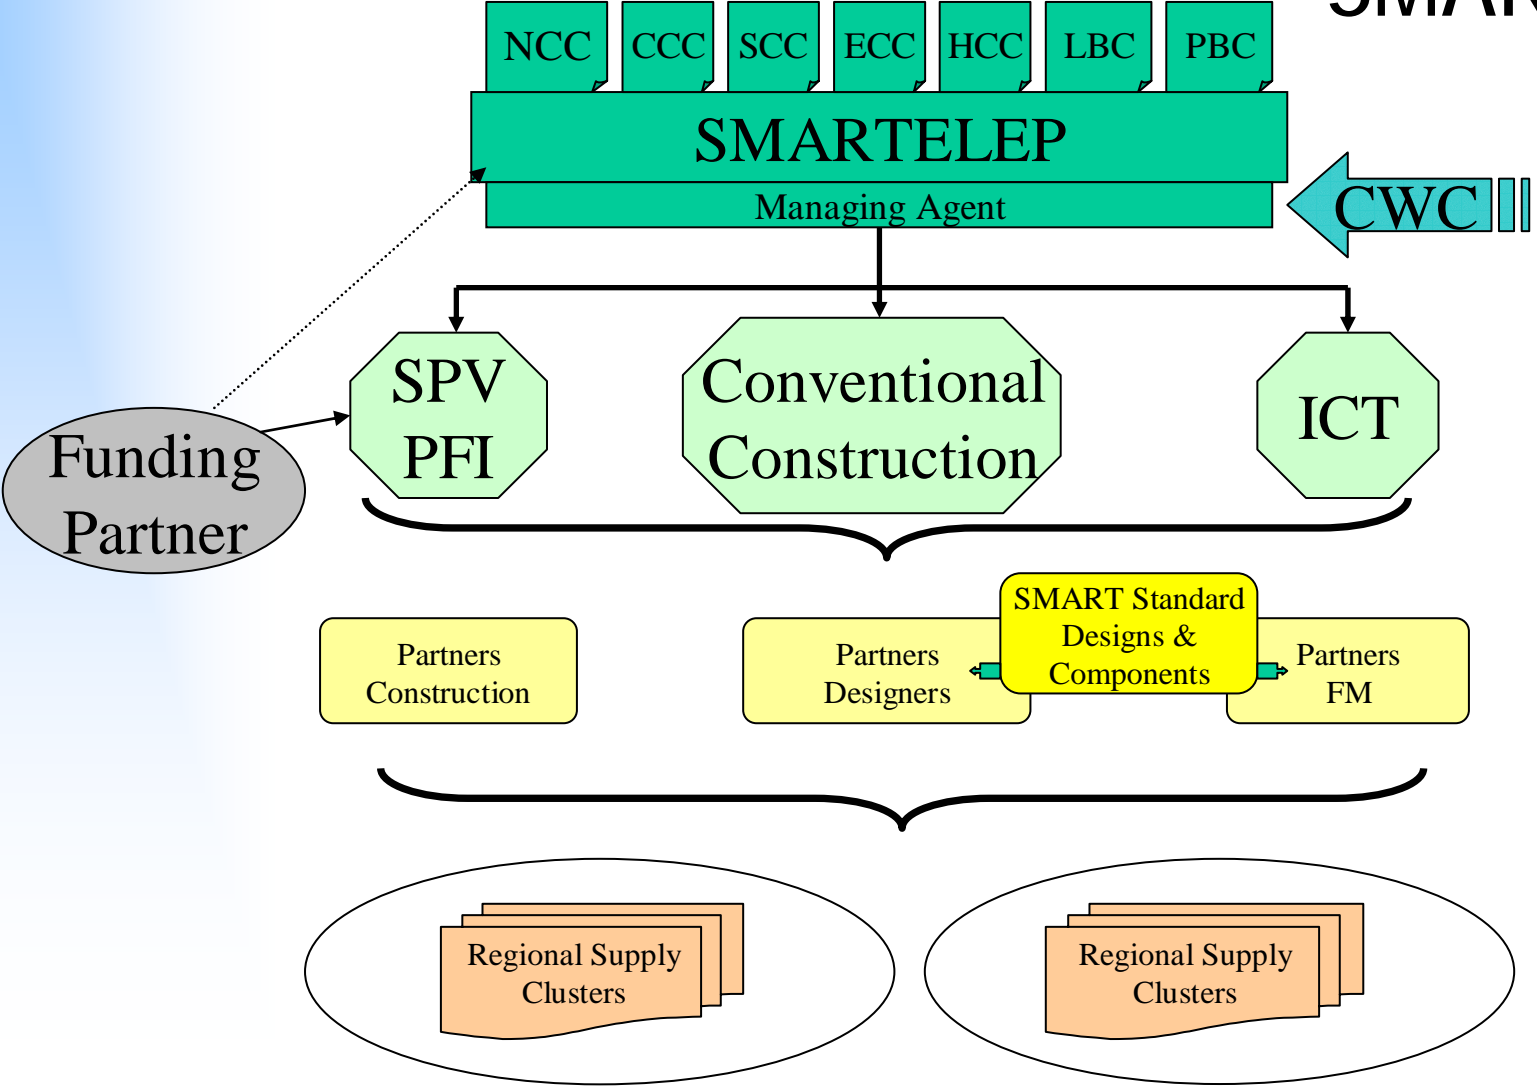 NCC CCC SCC ECC HCC LBC PBC
SMARTELEP
Managing Agent
CWC
SPV
PFI
Conventional
Construction
ICT
Funding
Partner
SMART Standard
Designs &
Components
Partners
Construction
Partners
Designers
Partners
FM
Regional Supply
Clusters
Regional Supply
Clusters